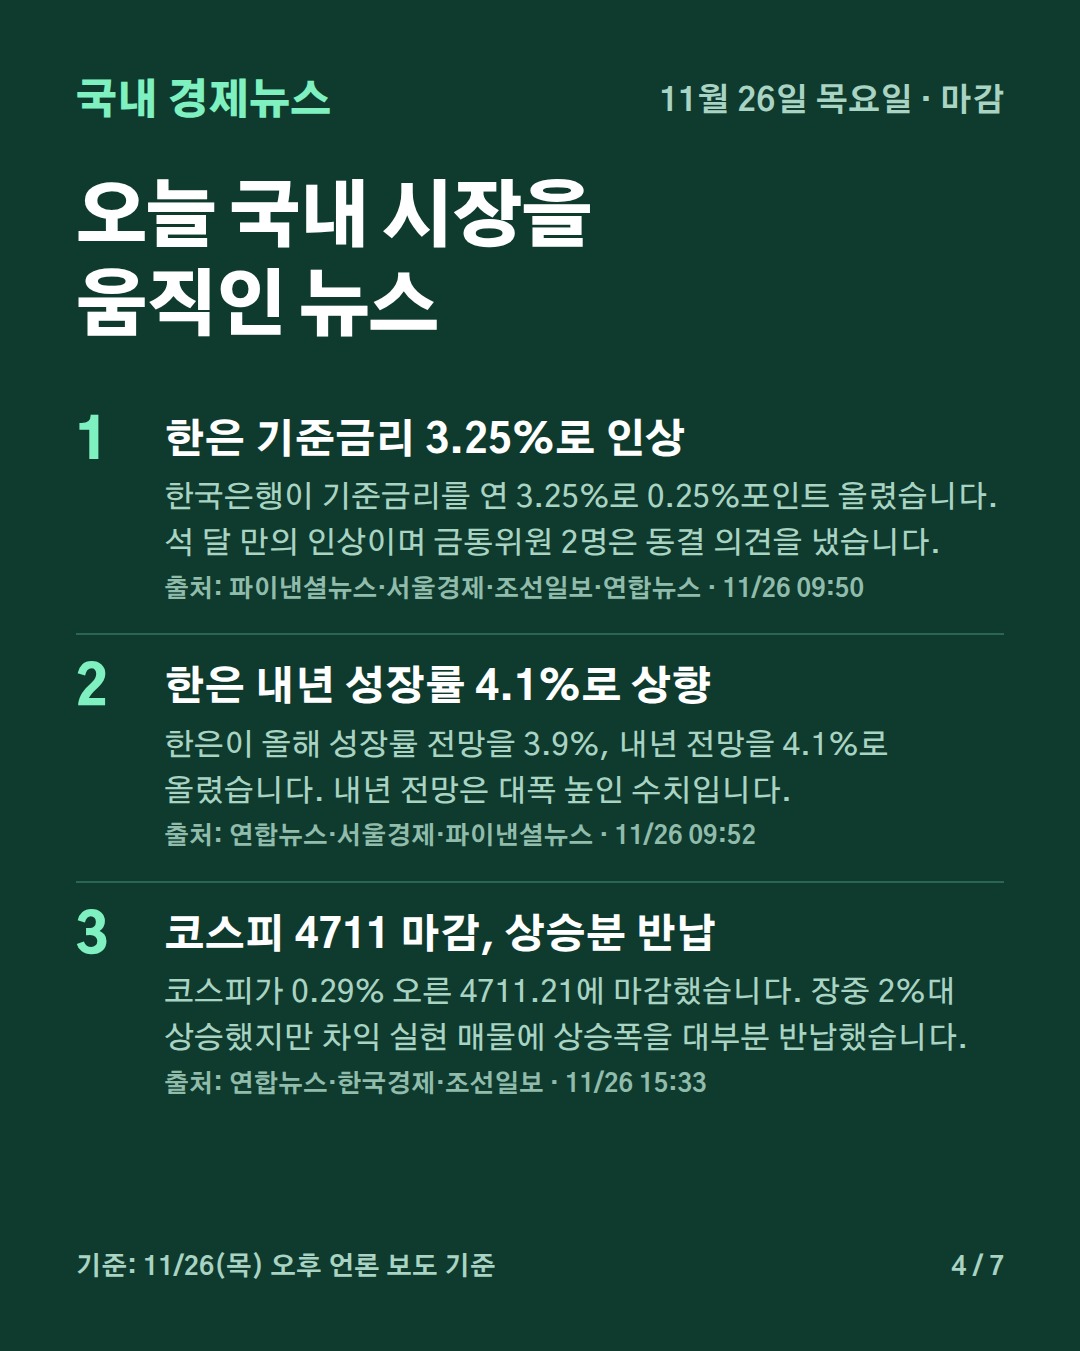 국내 경제뉴스
11월 26일 목요일 · 마감
오늘 국내 시장을
움직인 뉴스
1
한은 기준금리 3.25%로 인상
한국은행이 기준금리를 연 3.25%로 0.25%포인트 올렸습니다.
석 달 만의 인상이며 금통위원 2명은 동결 의견을 냈습니다.
출처: 파이낸셜뉴스·서울경제·조선일보·연합뉴스 · 11/26 09:50
2
한은 내년 성장률 4.1%로 상향
한은이 올해 성장률 전망을 3.9%, 내년 전망을 4.1%로
올렸습니다. 내년 전망은 대폭 높인 수치입니다.
출처: 연합뉴스·서울경제·파이낸셜뉴스 · 11/26 09:52
3
코스피 4711 마감, 상승분 반납
코스피가 0.29% 오른 4711.21에 마감했습니다. 장중 2%대
상승했지만 차익 실현 매물에 상승폭을 대부분 반납했습니다.
출처: 연합뉴스·한국경제·조선일보 · 11/26 15:33
기준: 11/26(목) 오후 언론 보도 기준
4 / 7